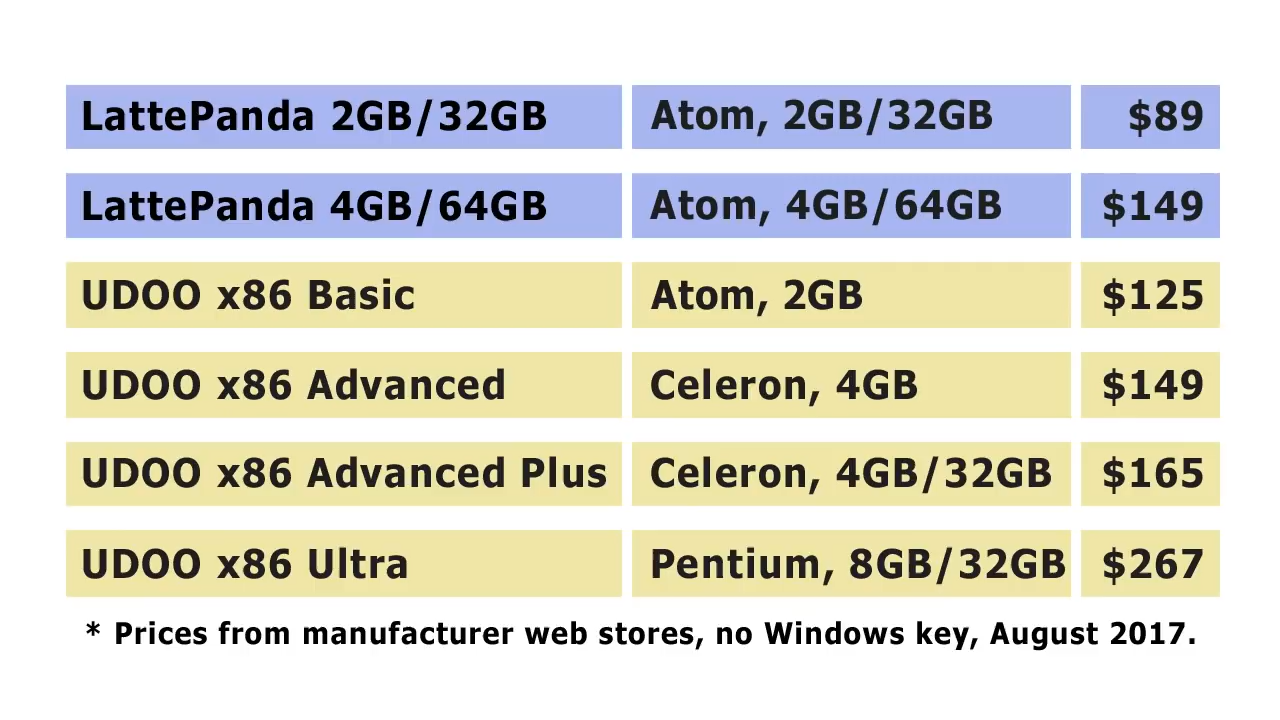 LattePanda 2GB/32GB Atom, 2GB/32GB $89
LattePanda 4GB/64GB Atom, 4GB/64GB $149
UDOO x86 Basic Atom, 2GB $125
UDOO x86 Advanced Celeron, 4GB $149
UDOO x86 Advanced Plus Celeron, 4GB/32GB $165
UDOO x86 Ultra Pentium, 8GB/32GB $267
* Prices from manufacturer web stores, no Windows key, August 2017.